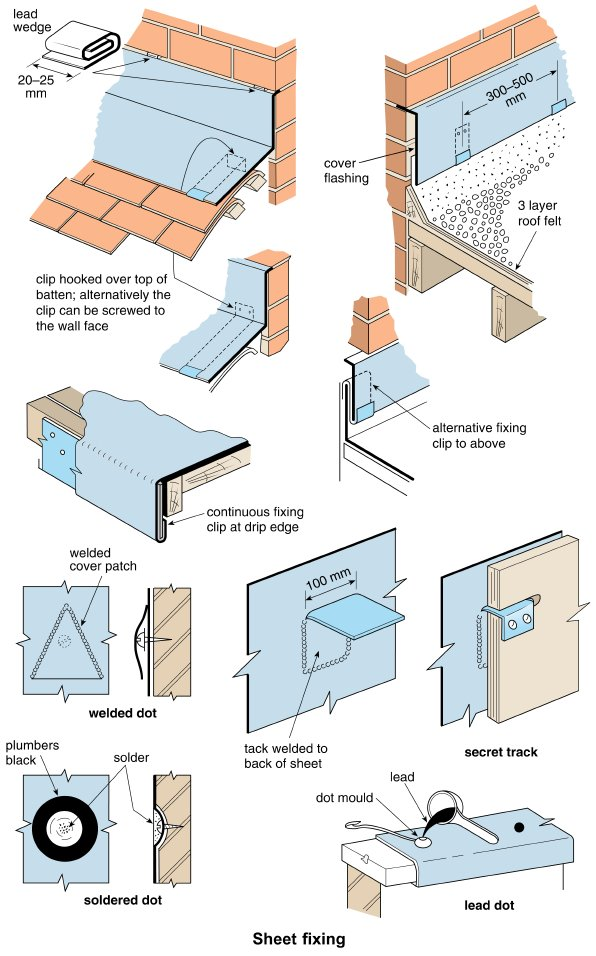 lead
wedge
20–25
mm
300–500
mm
cover
flashing
3 layer
roof felt
clip hooked over top of
batten; alternatively the
clip can be screwed to
the wall face
alternative fixing
clip to above
continuous fixing
clip at drip edge
welded
cover patch
welded dot
100 mm
tack welded to
back of sheet
secret track
plumbers
black
solder
soldered dot
lead
dot mould
lead dot
Sheet fixing